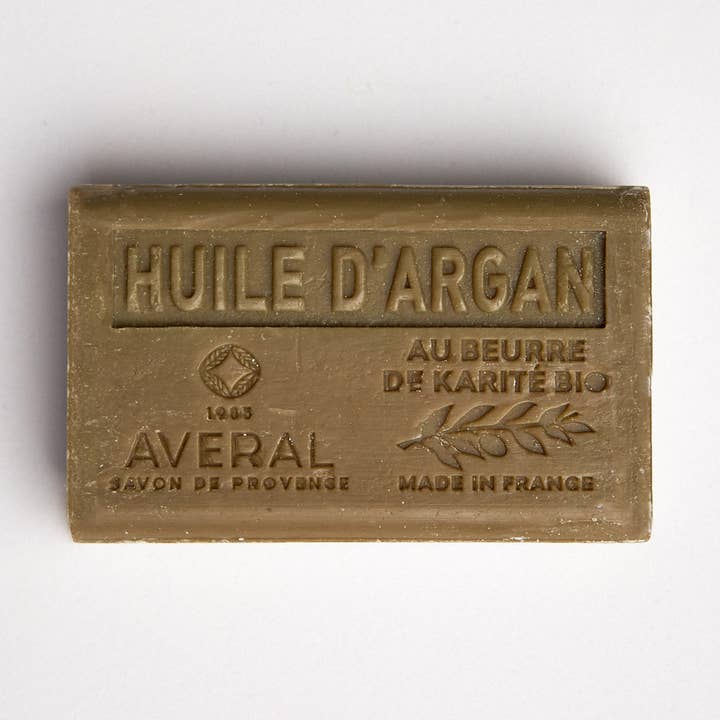 HUILE D'ARGAN
AU BEURRE
DE KARITÉ BIO
1985
AVERAL
SAVON DE PROVENCE
MADE IN FRANCE